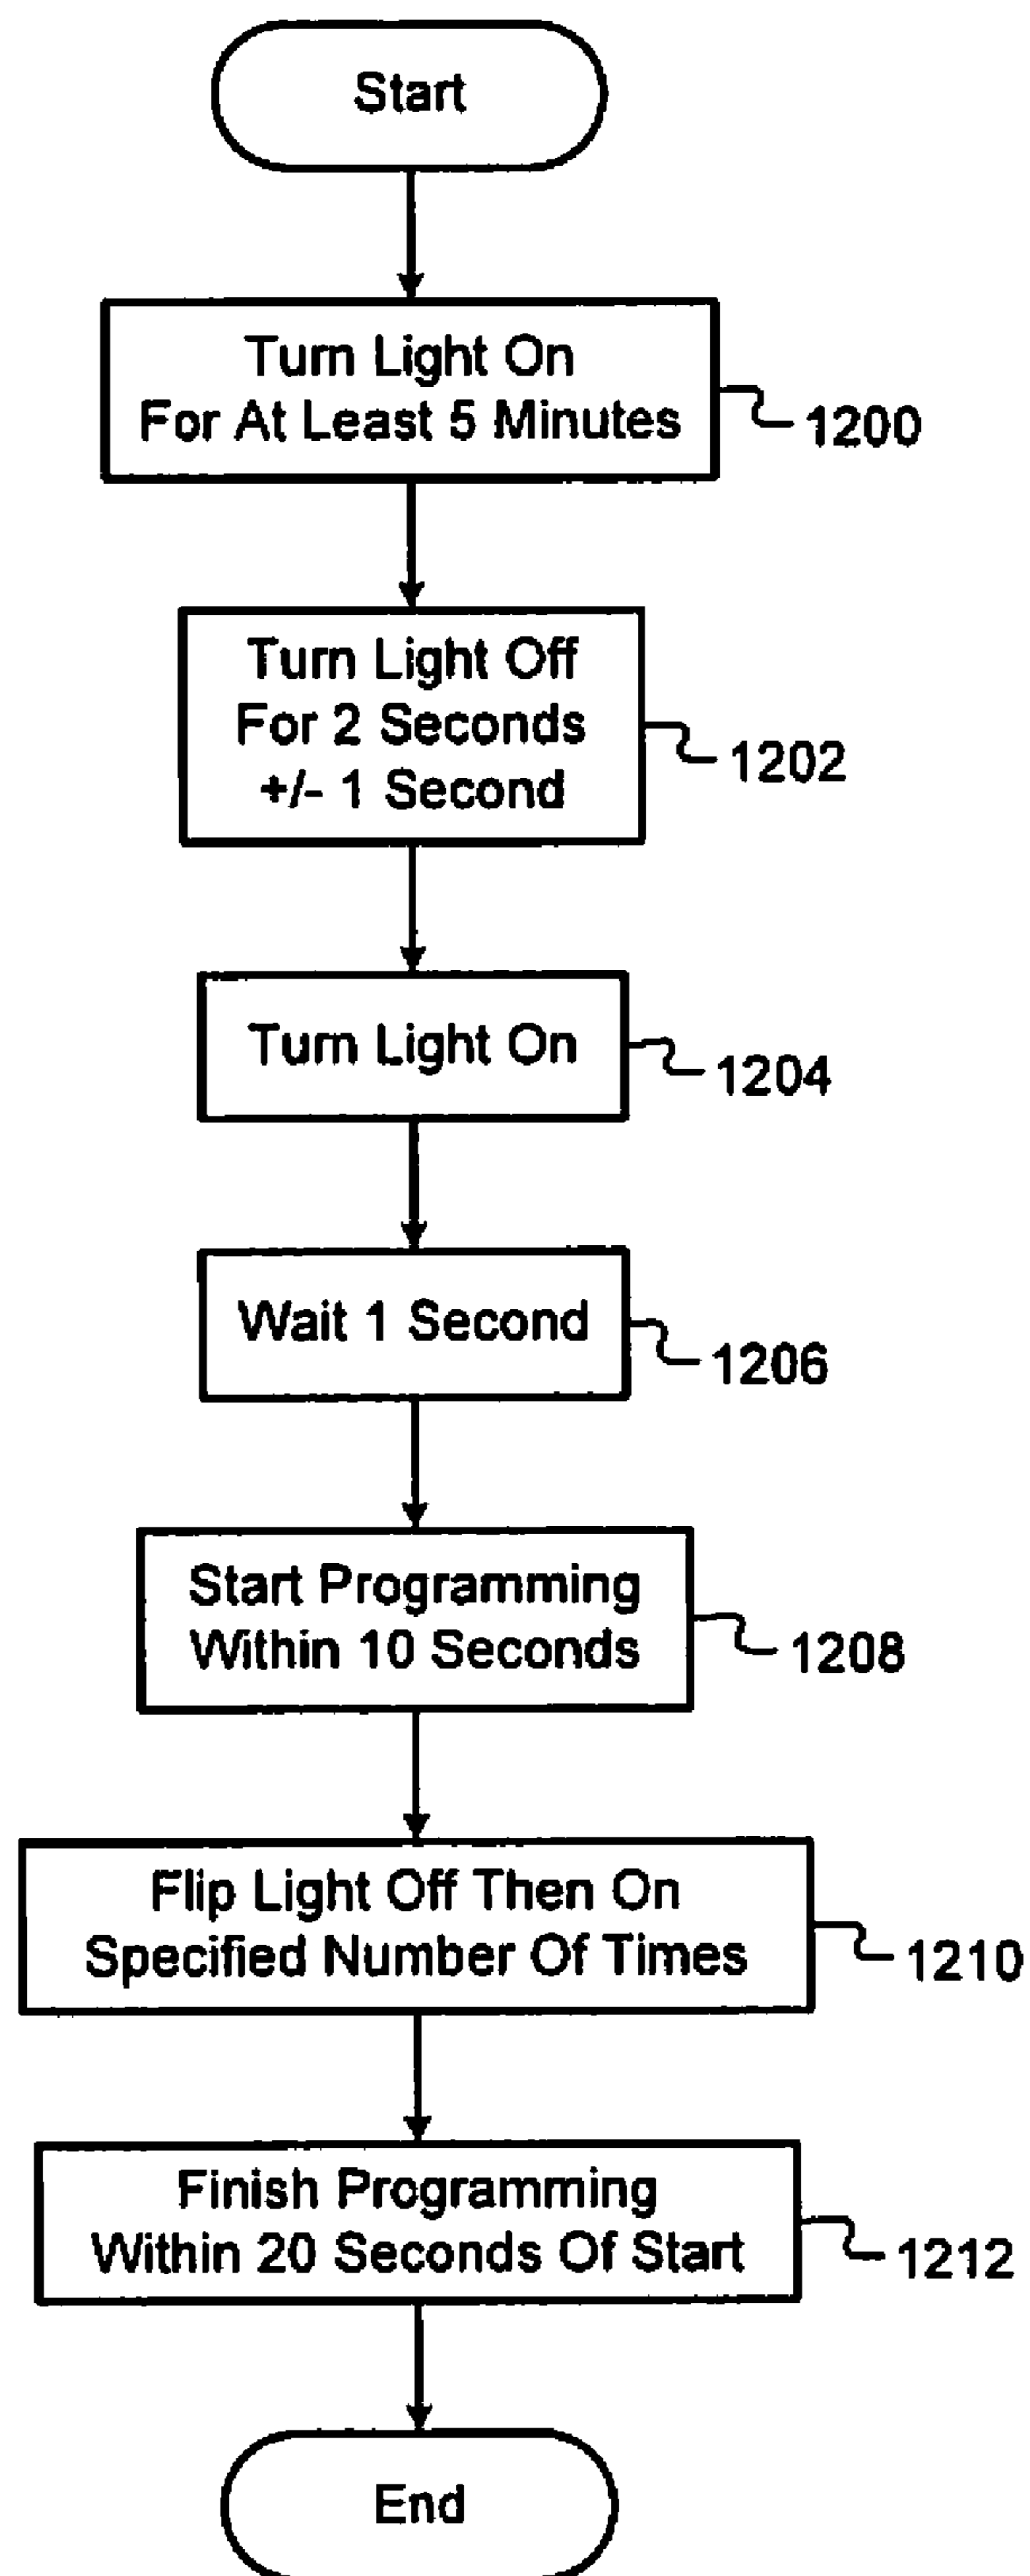 Start
Turn Light On
For At Least 5 Minutes
1200
Turn Light Off
For 2 Seconds
+/- 1 Second
1202
Turn Light On
1204
Wait 1 Second
1206
Start Programming
Within 10 Seconds
1208
Flip Light Off Then On
Specified Number Of Times
1210
Finish Programming
Within 20 Seconds Of Start
1212
End